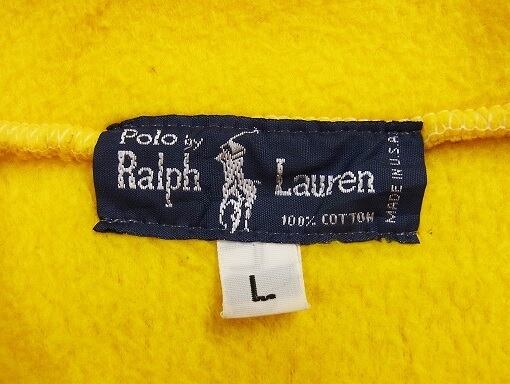 Polo by
Ralph Lauren
100% COTTON
MADE IN U.S.A.
L